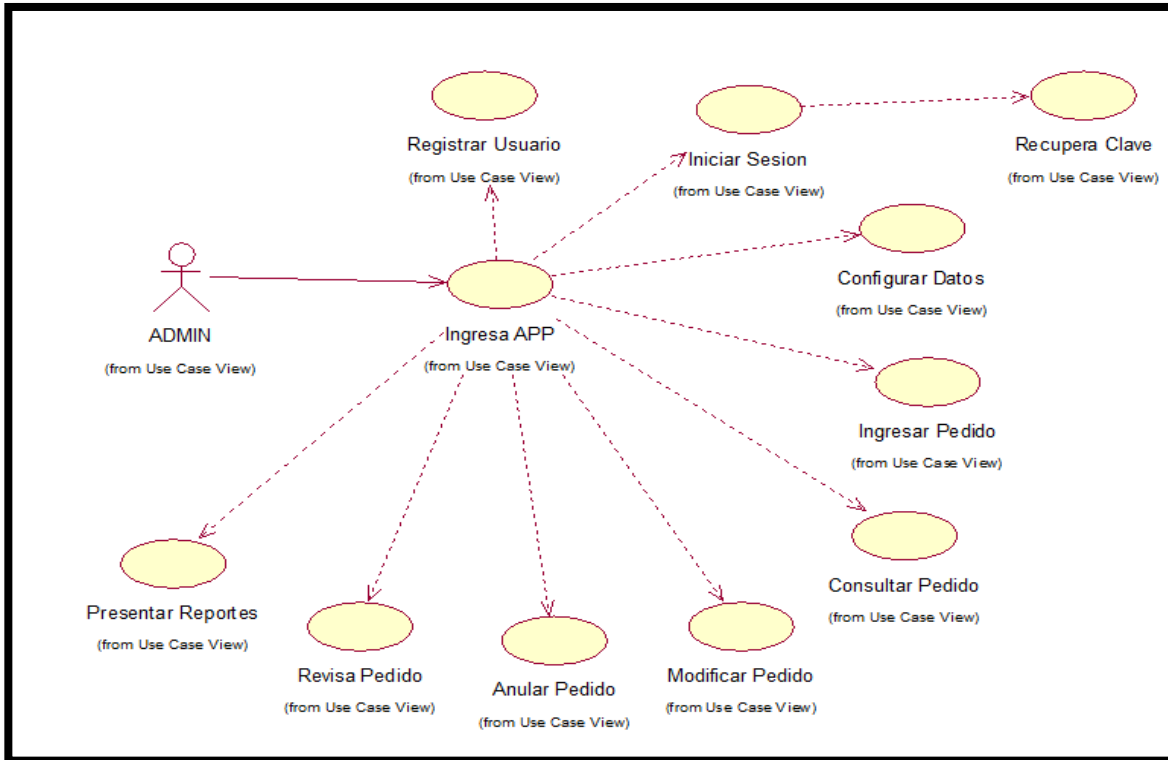 Registrar Usuario
(from Use Case View)
Iniciar Sesion
(from Use Case View)
Recupera Clave
(from Use Case View)
Configurar Datos
(from Use Case View)
ADMIN
(from Use Case View)
Ingresa APP
(from Use Case View)
Ingresar Pedido
(from Use Case View)
Consultar Pedido
(from Use Case View)
Presentar Reportes
(from Use Case View)
Revisa Pedido
(from Use Case View)
Anular Pedido
(from Use Case View)
Modificar Pedido
(from Use Case View)